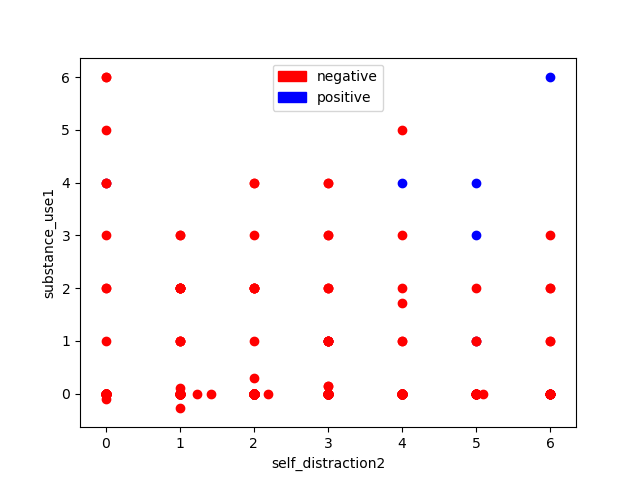 negative
positive
6
5
4
3
2
1
0
substance_use1
0 1 2 3 4 5 6
self_distraction2